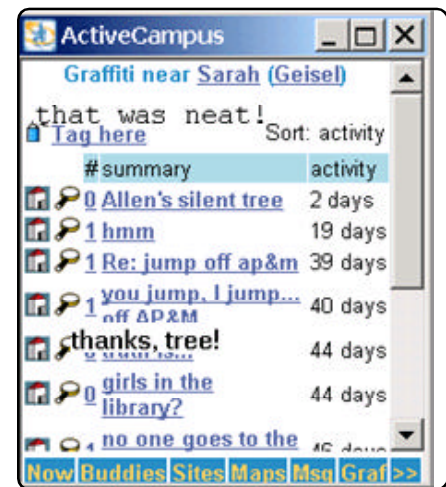 ActiveCampus
Graffiti near Sarah (Geisel)
that was neat!
Tag here Sort: activity
# summary activity
0 Allen's silent tree 2 days
1 hmm 19 days
1 Re: jump off ap&m 39 days
1 you jump, I jump... 40 days
off AP&M
thanks, tree!
44 days
0 girls in the 44 days
library?
1 no one goes to the 46 days
Now Buddies Sites Maps Msg Graf >>